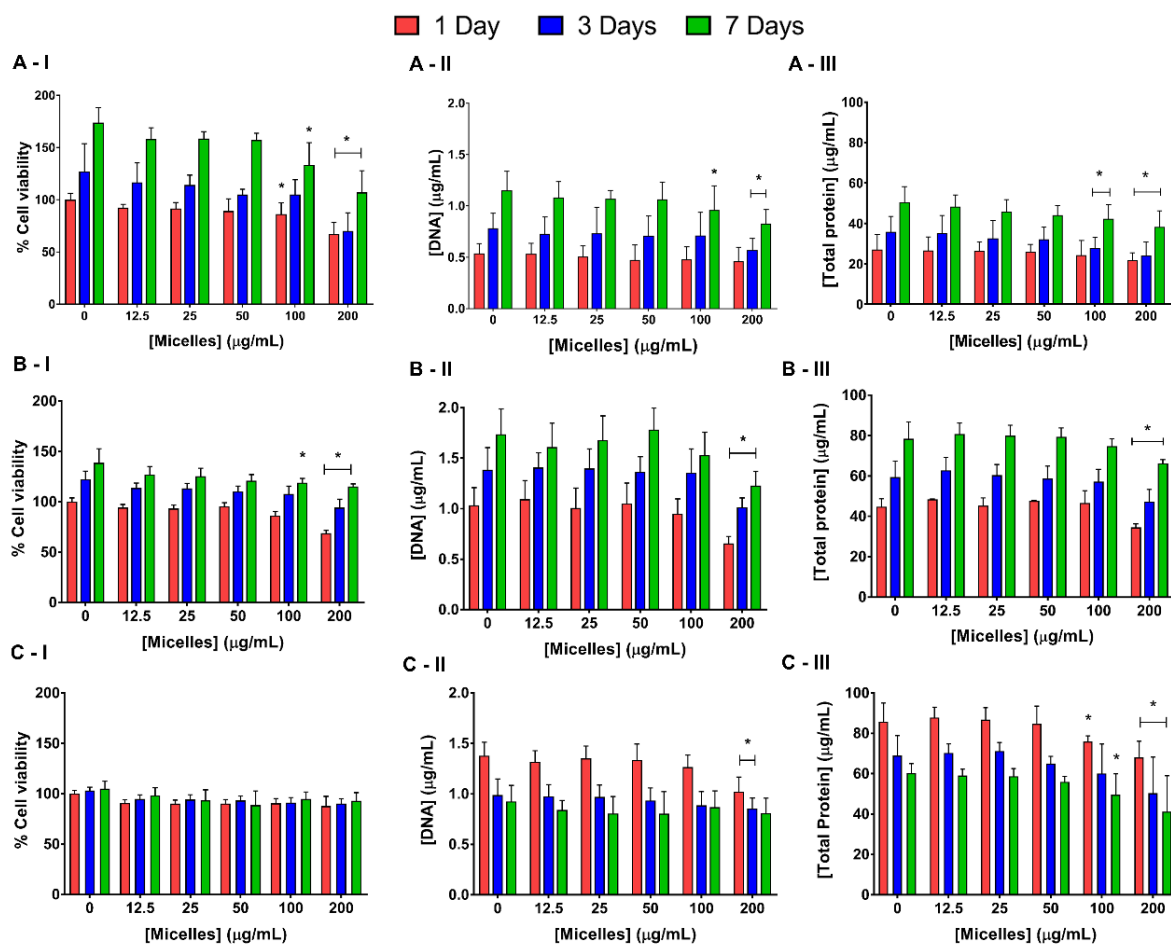 1 Day 3 Days 7 Days
A - I
200
150
100
50
0
% Cell viability
* * *
0 12.5 25 50 100 200
[Micelles] (μg/mL)
A - II
2.0
1.5
1.0
0.5
0.0
[DNA] (μg/mL)
* *
0 12.5 25 50 100 200
[Micelles] (μg/mL)
A - III
100
80
60
40
20
0
[Total protein] (μg/mL)
* *
0 12.5 25 50 100 200
[Micelles] (μg/mL)
B - I
200
150
100
50
0
% Cell viability
* *
0 12.5 25 50 100 200
[Micelles] (μg/mL)
B - II
2.0
1.5
1.0
0.5
0.0
[DNA] (μg/mL)
*
0 12.5 25 50 100 200
[Micelles] (μg/mL)
B - III
100
80
60
40
20
0
[Total protein] (μg/mL)
*
0 12.5 25 50 100 200
[Micelles] (μg/mL)
C - I
200
150
100
50
0
% Cell viability
0 12.5 25 50 100 200
[Micelles] (μg/mL)
C - II
2.0
1.5
1.0
0.5
0.0
[DNA] (μg/mL)
*
0 12.5 25 50 100 200
[Micelles] (μg/mL)
C - III
100
80
60
40
20
0
[Total Protein] (μg/mL)
* * *
0 12.5 25 50 100 200
[Micelles] (μg/mL)